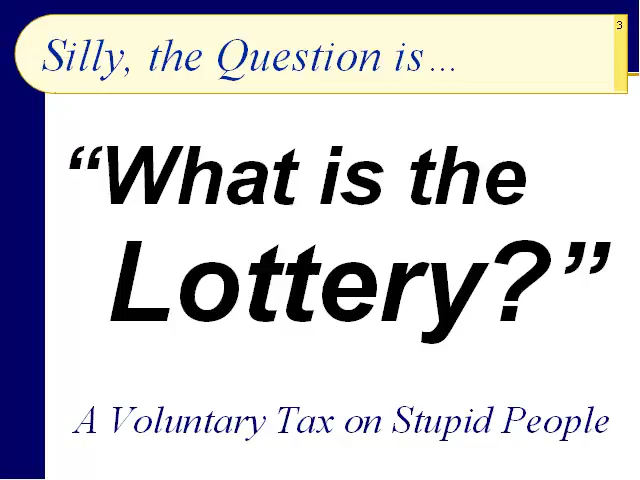 3
Silly, the Question is…
“What is the
Lottery?”
A Voluntary Tax on Stupid People